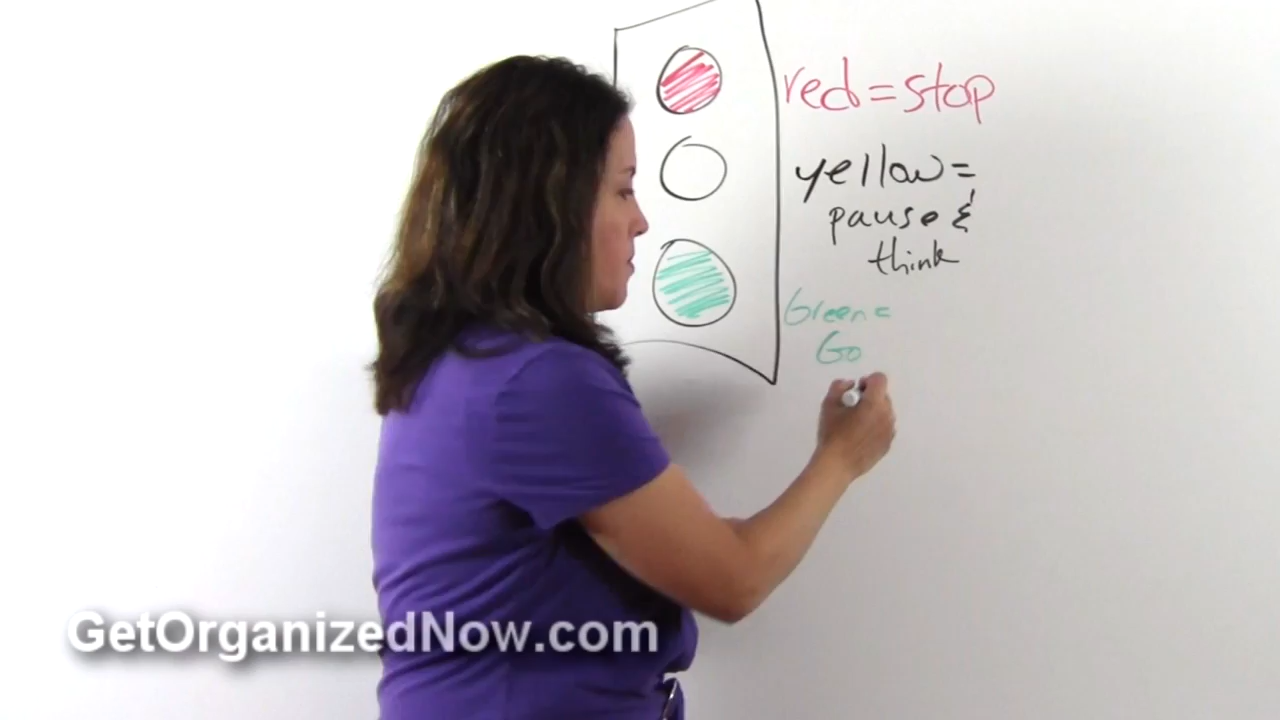 red=stop
yellow=
pause &
think
Green=
Go
GetOrganizedNow.com